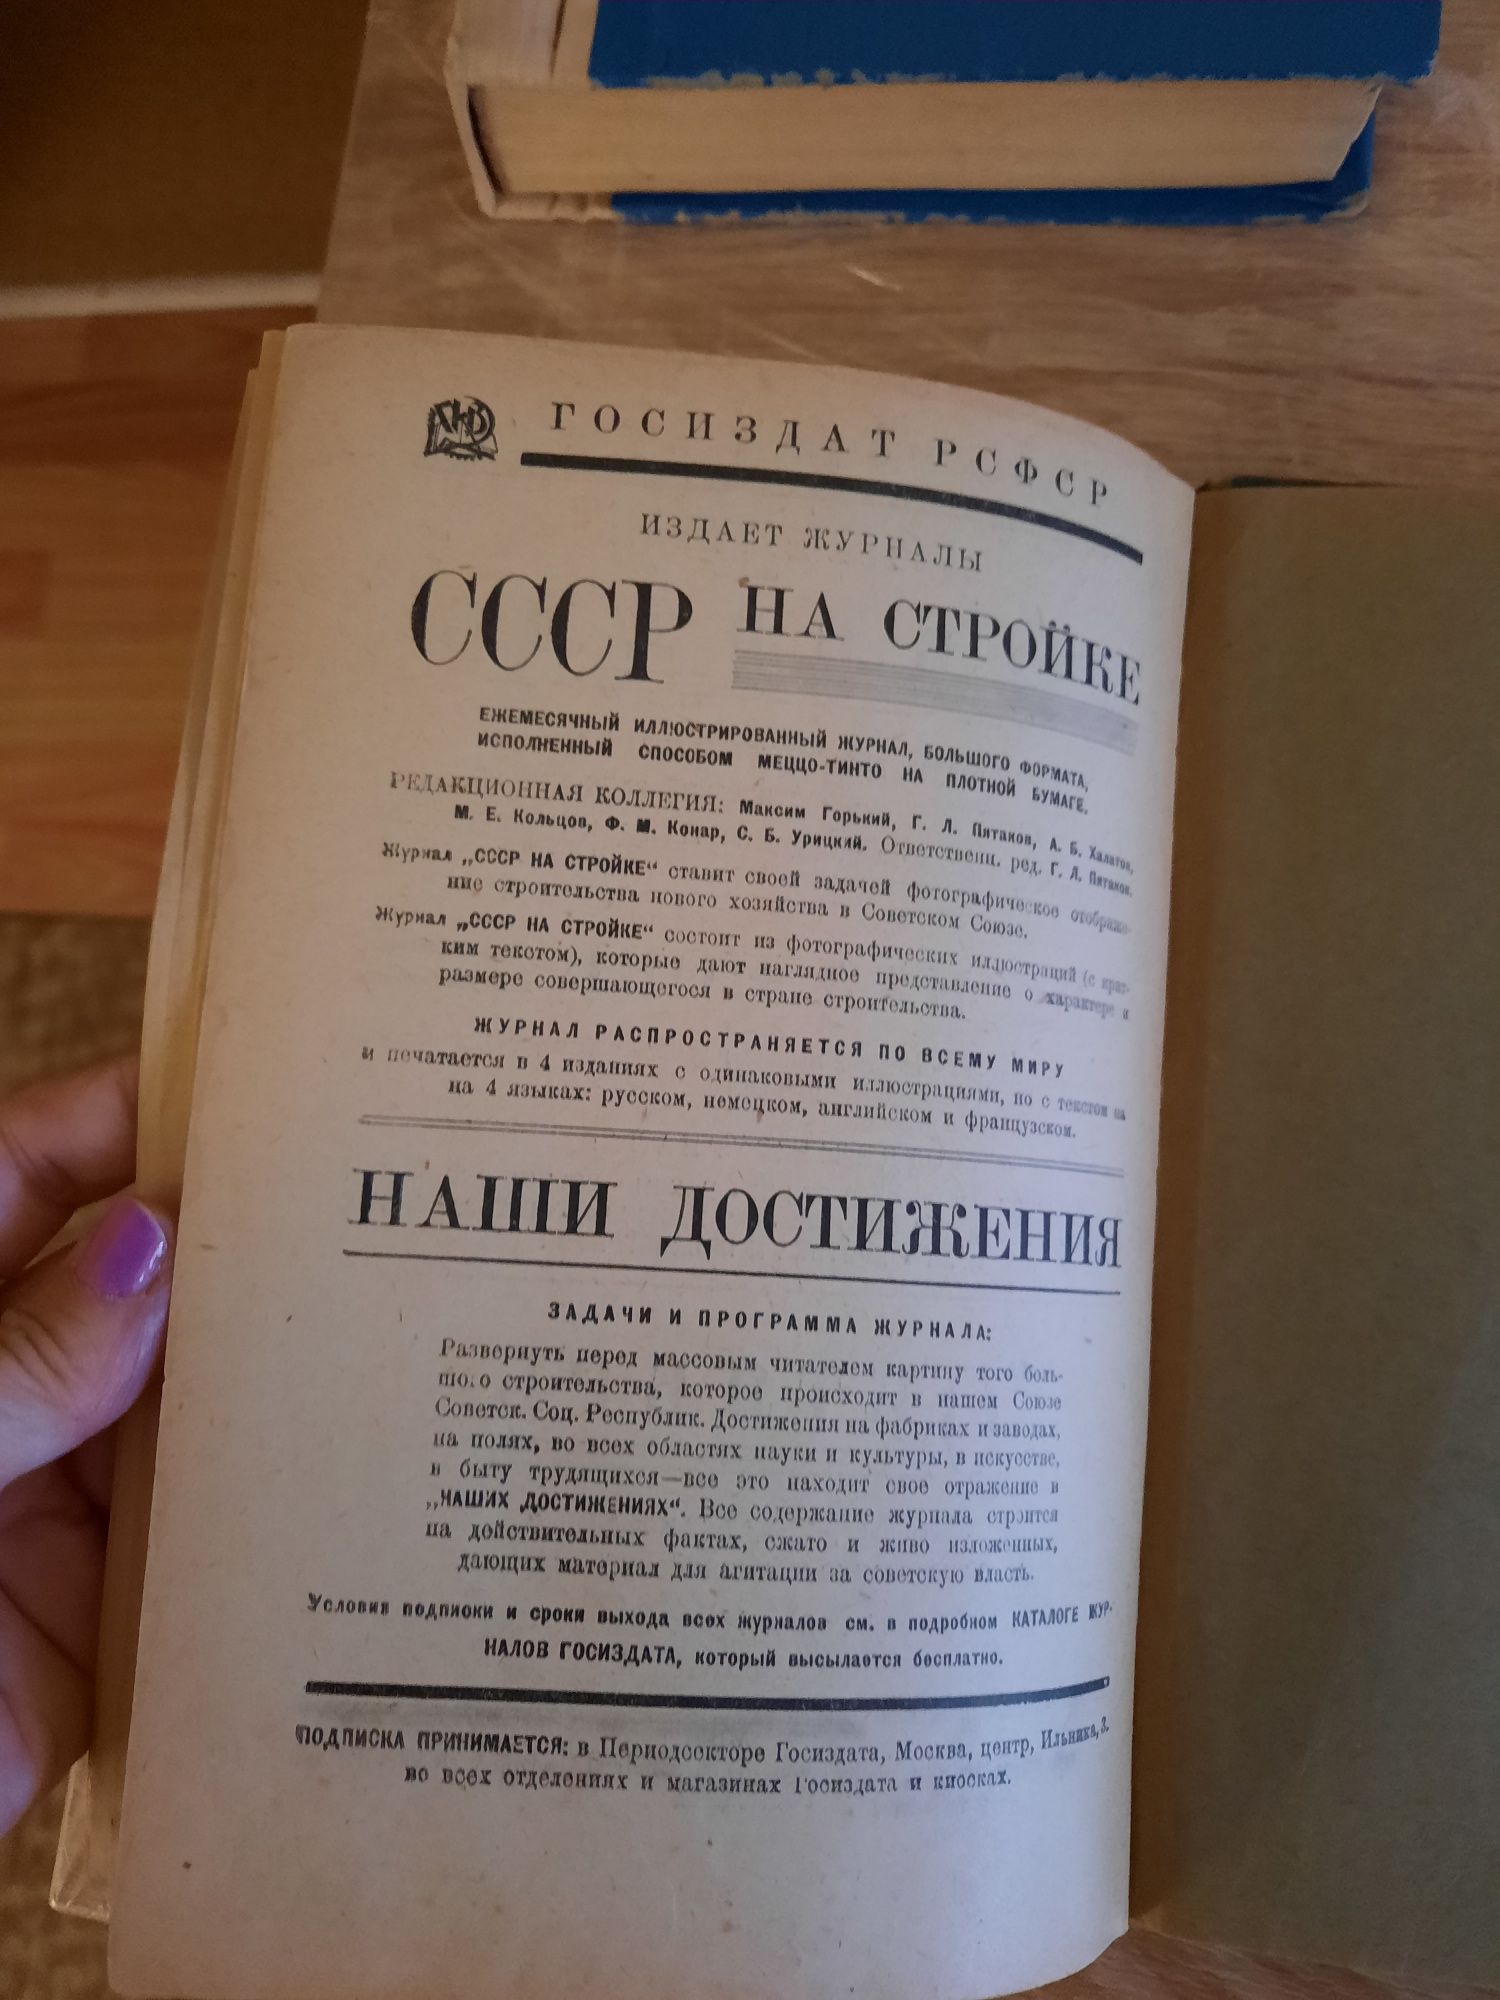 ГИЗ
ГОСИЗДАТ РСФСР
ИЗДАЕТ ЖУРНАЛЫ
СССР НА СТРОЙКЕ
ЕЖЕМЕСЯЧНЫЙ ИЛЛЮСТРИРОВАННЫЙ ЖУРНАЛ, БОЛЬШОГО ФОРМАТА,
ИСПОЛНЕННЫЙ СПОСОБОМ МЕЦЦО-ТИНТО НА ПЛОТНОЙ БУМАГЕ.
РЕДАКЦИОННАЯ КОЛЛЕГИЯ: Максим Горький, Г. Л. Пятаков, А. Б. Халатов,
М. Е. Кольцов, Ф. М. Конар, С. Б. Урицкий. Ответственн. ред. Г. Л. Пятаков.
Журнал „СССР НА СТРОЙКЕ“ ставит своей задачей фотографическое отображе-
ние строительства нового хозяйства в Советском Союзе.
Журнал „СССР НА СТРОЙКЕ“ состоит из фотографических иллюстраций (с крат-
ким текстом), которые дают наглядное представление о характере и
размере совершающегося в стране строительства.
ЖУРНАЛ РАСПРОСТРАНЯЕТСЯ ПО ВСЕМУ МИРУ
и печатается в 4 изданиях с одинаковыми иллюстрациями, но с текстом на
на 4 языках: русском, немецком, английском и французском.
НАШИ ДОСТИЖЕНИЯ
ЗАДАЧИ И ПРОГРАММА ЖУРНАЛА:
Развернуть перед массовым читателем картину того боль-
шого строительства, которое происходит в нашем Союзе
Советск. Соц. Республик. Достижения на фабриках и заводах,
на полях, во всех областях науки и культуры, в искусстве,
в быту трудящихся—все это находит свое отражение в
„НАШИХ ДОСТИЖЕНИЯХ“. Все содержание журнала строится
на действительных фактах, сжато и живо изложенных,
дающих материал для агитации за советскую власть.
Условия подписки и сроки выхода всех журналов см. в подробном КАТАЛОГЕ ЖУР-
НАЛОВ ГОСИЗДАТА, который высылается бесплатно.
ПОДПИСКА ПРИНИМАЕТСЯ: в Периодсекторе Госиздата, Москва, центр, Ильинка, 3.
во всех отделениях и магазинах Госиздата и киосках.